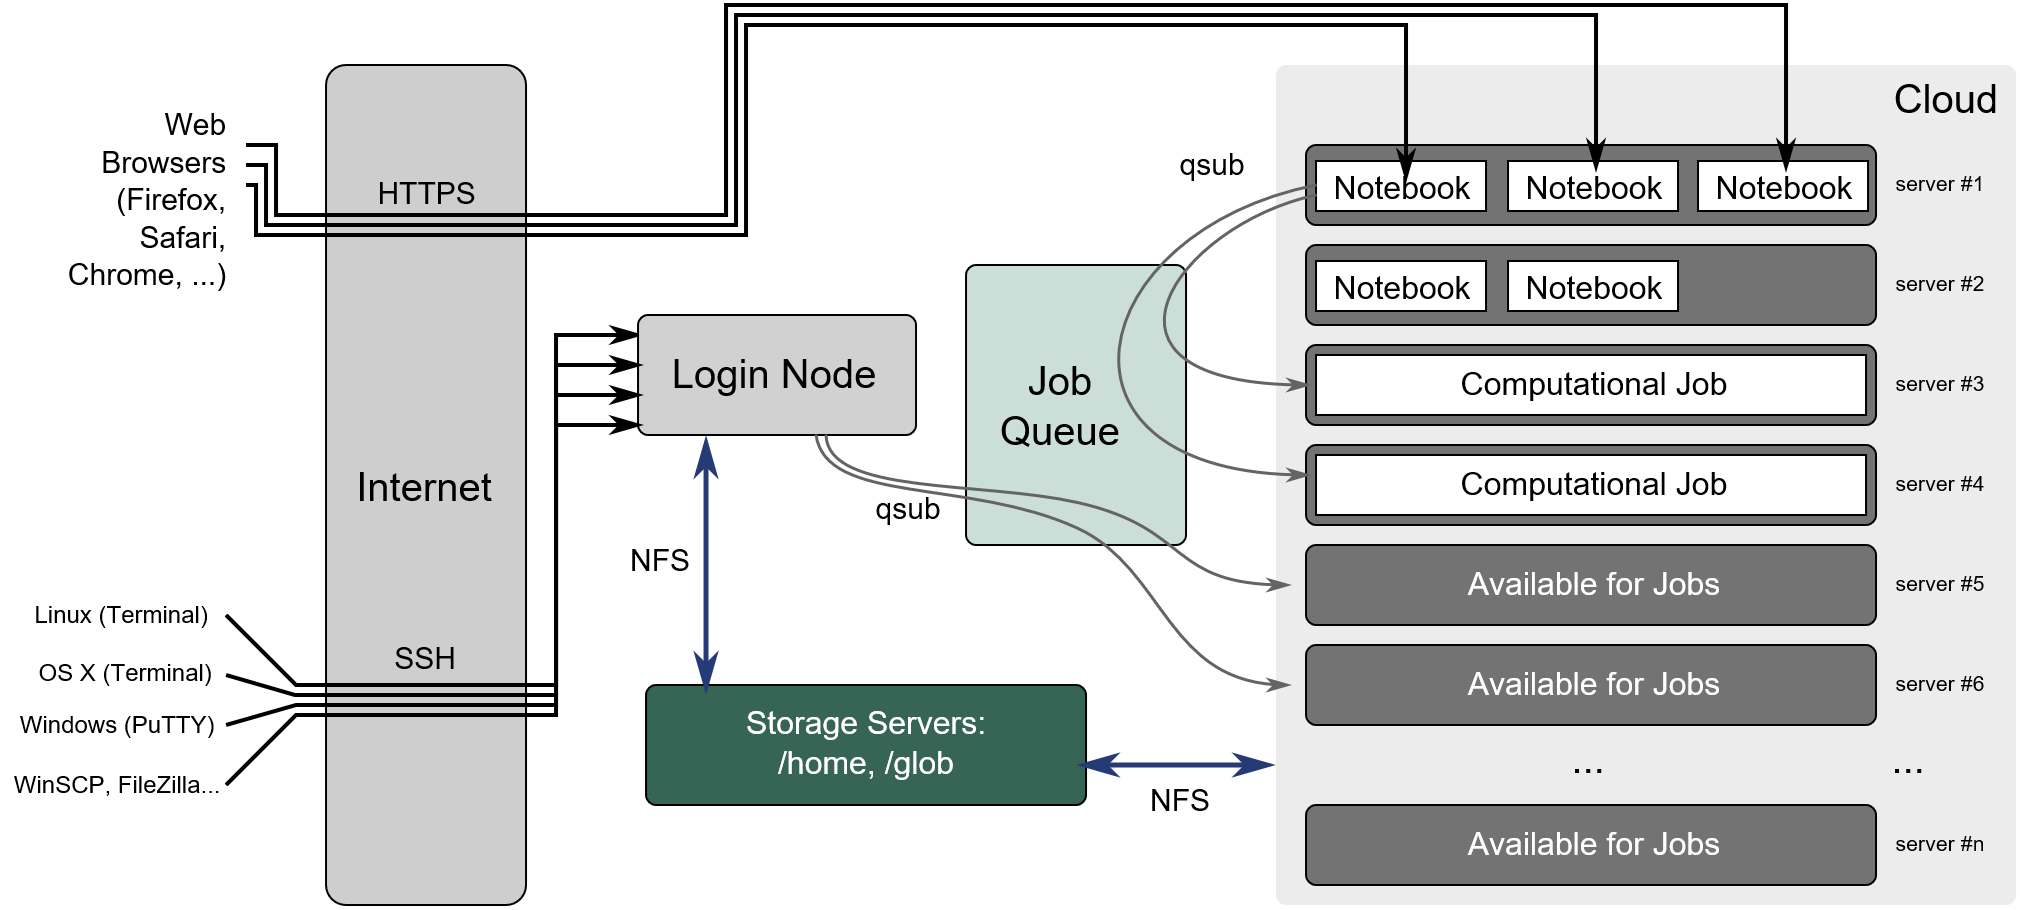 Web
Browsers
(Firefox,
Safari,
Chrome, ...)
HTTPS
Internet
SSH
Linux (Terminal)
OS X (Terminal)
Windows (PuTTY)
WinSCP, FileZilla...
Login Node
NFS
qsub
Job
Queue
Storage Servers:
/home, /glob
NFS
qsub
Cloud
Notebook Notebook Notebook server #1
Notebook Notebook server #2
Computational Job server #3
Computational Job server #4
Available for Jobs server #5
Available for Jobs server #6
... ...
Available for Jobs server #n